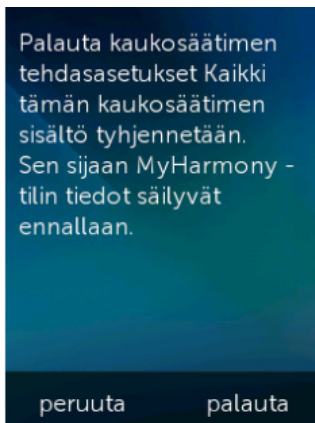 Palauta kaukosäätimen
tehdasasetukset Kaikki
tämän kaukosäätimen
sisältö tyhjennetään.
Sen sijaan MyHarmony -
tilin tiedot säilyvät
ennallaan.
peruuta palauta